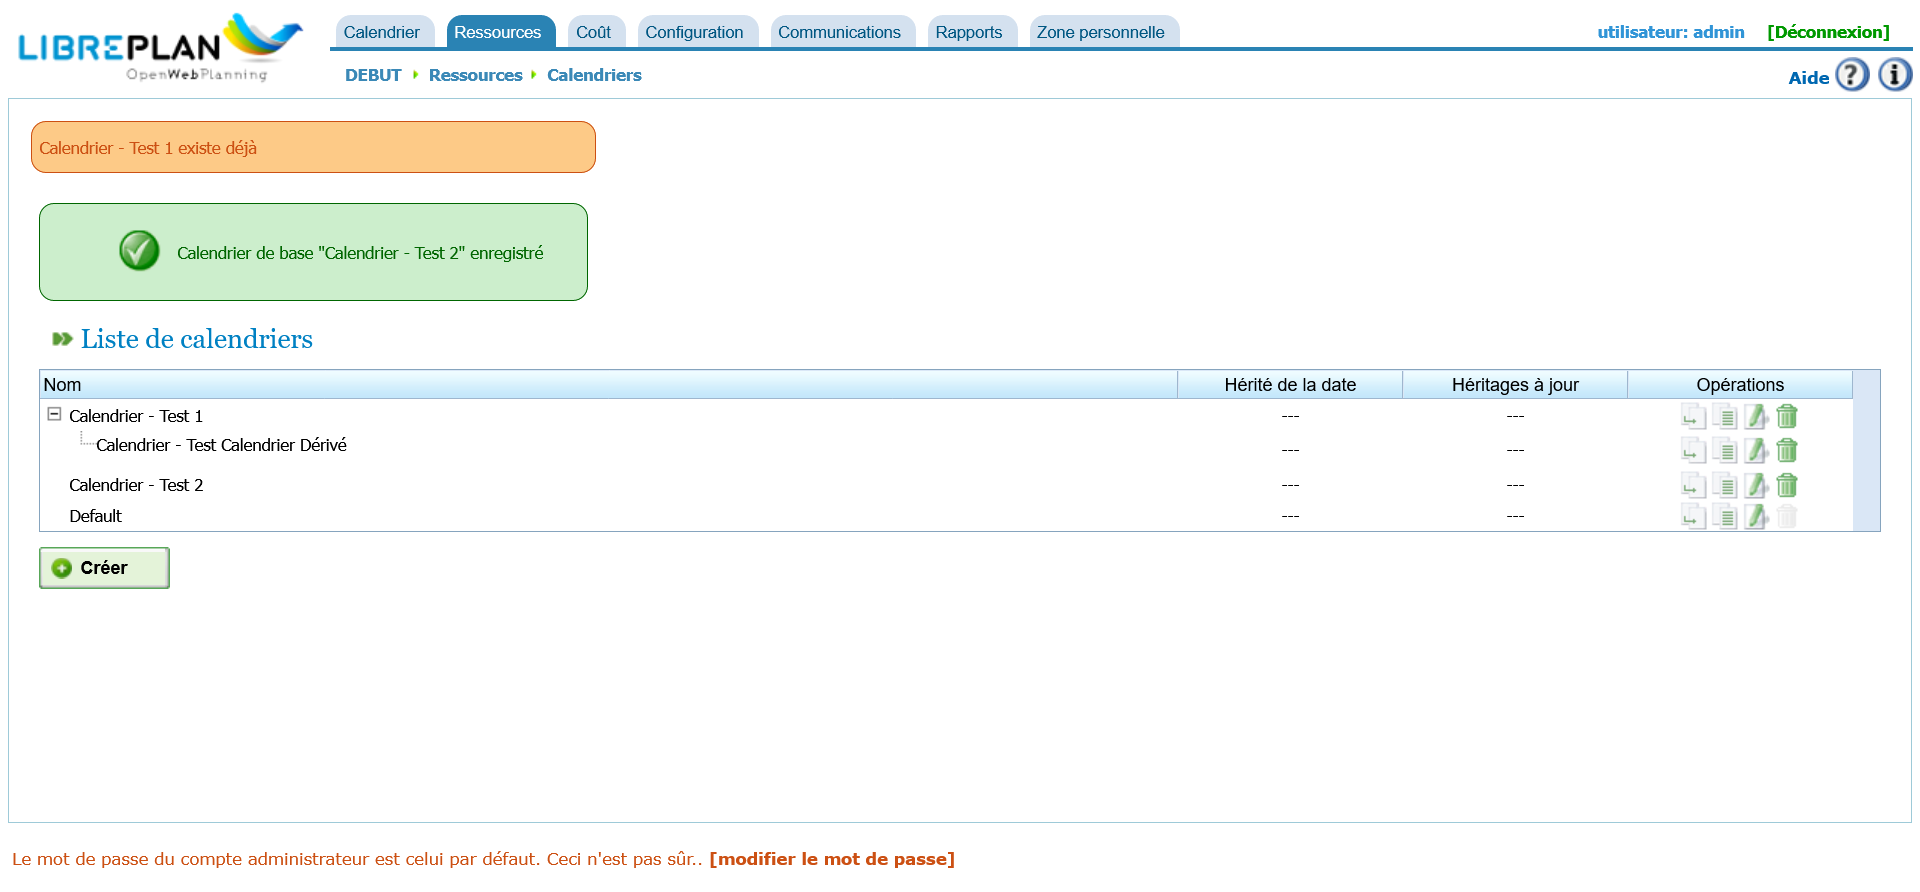 LIBREPLAN
OpenWebPlanning
Calendrier Ressources Coût Configuration Communications Rapports Zone personnelle
utilisateur: admin [Déconnexion]
DEBUT Ressources Calendriers
Aide
Calendrier - Test 1 existe déjà
Calendrier de base "Calendrier - Test 2" enregistré
Liste de calendriers
Nom Hérité de la date Héritages à jour Opérations
Calendrier - Test 1 --- ---
Calendrier - Test Calendrier Dérivé --- ---
Calendrier - Test 2 --- ---
Default --- ---
Créer
Le mot de passe du compte administrateur est celui par défaut. Ceci n'est pas sûr.. [modifier le mot de passe]